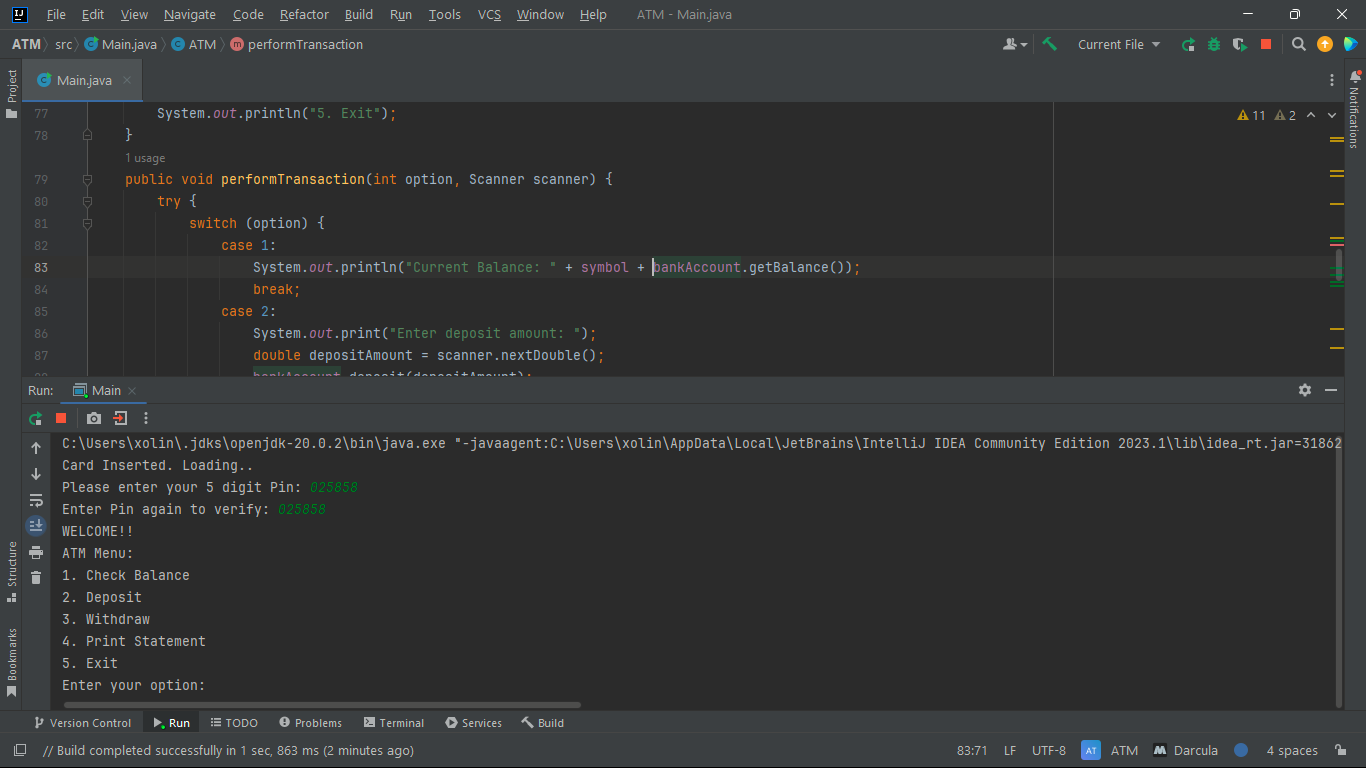 File Edit View Navigate Code Refactor Build Run Tools VCS Window Help ATM - Main.java
ATM src Main.java ATM performTransaction Current File
Project
Main.java
Notifications
11 2
77 System.out.println("5. Exit");
78 }
1 usage
79 public void performTransaction(int option, Scanner scanner) {
80 try {
81 switch (option) {
82 case 1:
83 System.out.println("Current Balance: " + symbol + bankAccount.getBalance());
84 break;
85 case 2:
86 System.out.print("Enter deposit amount: ");
87 double depositAmount = scanner.nextDouble();
88 bankAccount.deposit(depositAmount);
Run: Main
C:\Users\xolin\.jdks\openjdk-20.0.2\bin\java.exe "-javaagent:C:\Users\xolin\AppData\Local\JetBrains\IntelliJ IDEA Community Edition 2023.1\lib\idea_rt.jar=31862
Card Inserted. Loading..
Please enter your 5 digit Pin: 025858
Enter Pin again to verify: 025858
WELCOME!!
ATM Menu:
1. Check Balance
2. Deposit
3. Withdraw
4. Print Statement
5. Exit
Enter your option:
Structure
Bookmarks
Version Control Run TODO Problems Terminal Services Build
// Build completed successfully in 1 sec, 863 ms (2 minutes ago) 83:71 LF UTF-8 AT ATM Darcula 4 spaces